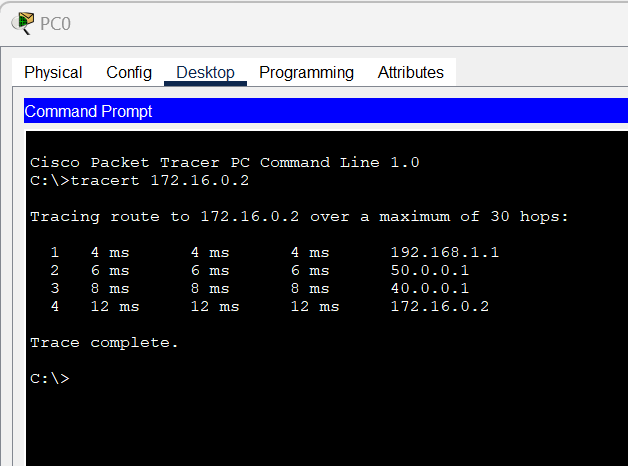 PC0
Physical Config Desktop Programming Attributes
Command Prompt
Cisco Packet Tracer PC Command Line 1.0
C:\>tracert 172.16.0.2
Tracing route to 172.16.0.2 over a maximum of 30 hops:
1 4 ms 4 ms 4 ms 192.168.1.1
2 6 ms 6 ms 6 ms 50.0.0.1
3 8 ms 8 ms 8 ms 40.0.0.1
4 12 ms 12 ms 12 ms 172.16.0.2
Trace complete.
C:\>